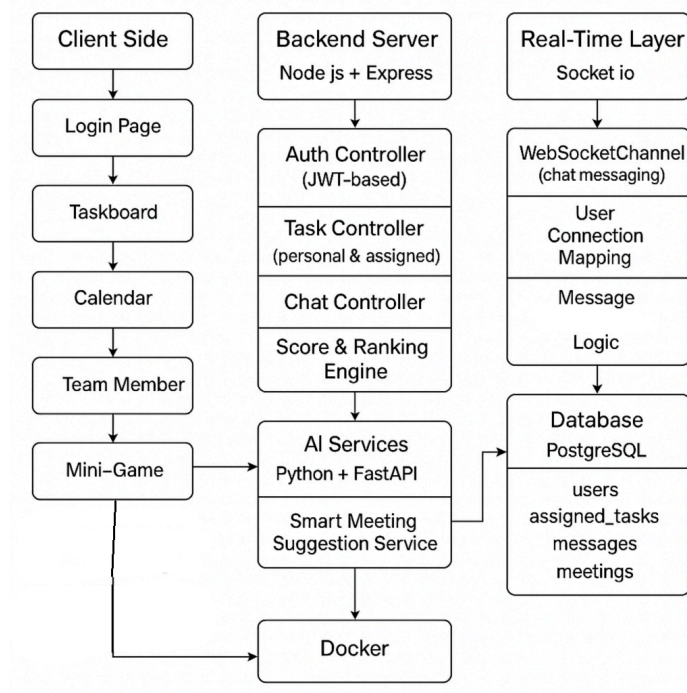 Client Side
Login Page
Taskboard
Calendar
Team Member
Mini-Game
Backend Server
Node js + Express
Auth Controller
(JWT-based)
Task Controller
(personal & assigned)
Chat Controller
Score & Ranking
Engine
AI Services
Python + FastAPI
Smart Meeting
Suggestion Service
Docker
Real-Time Layer
Socket io
WebSocketChannel
(chat messaging)
User
Connection
Mapping
Message
Logic
Database
PostgreSQL
users
assigned_tasks
messages
meetings